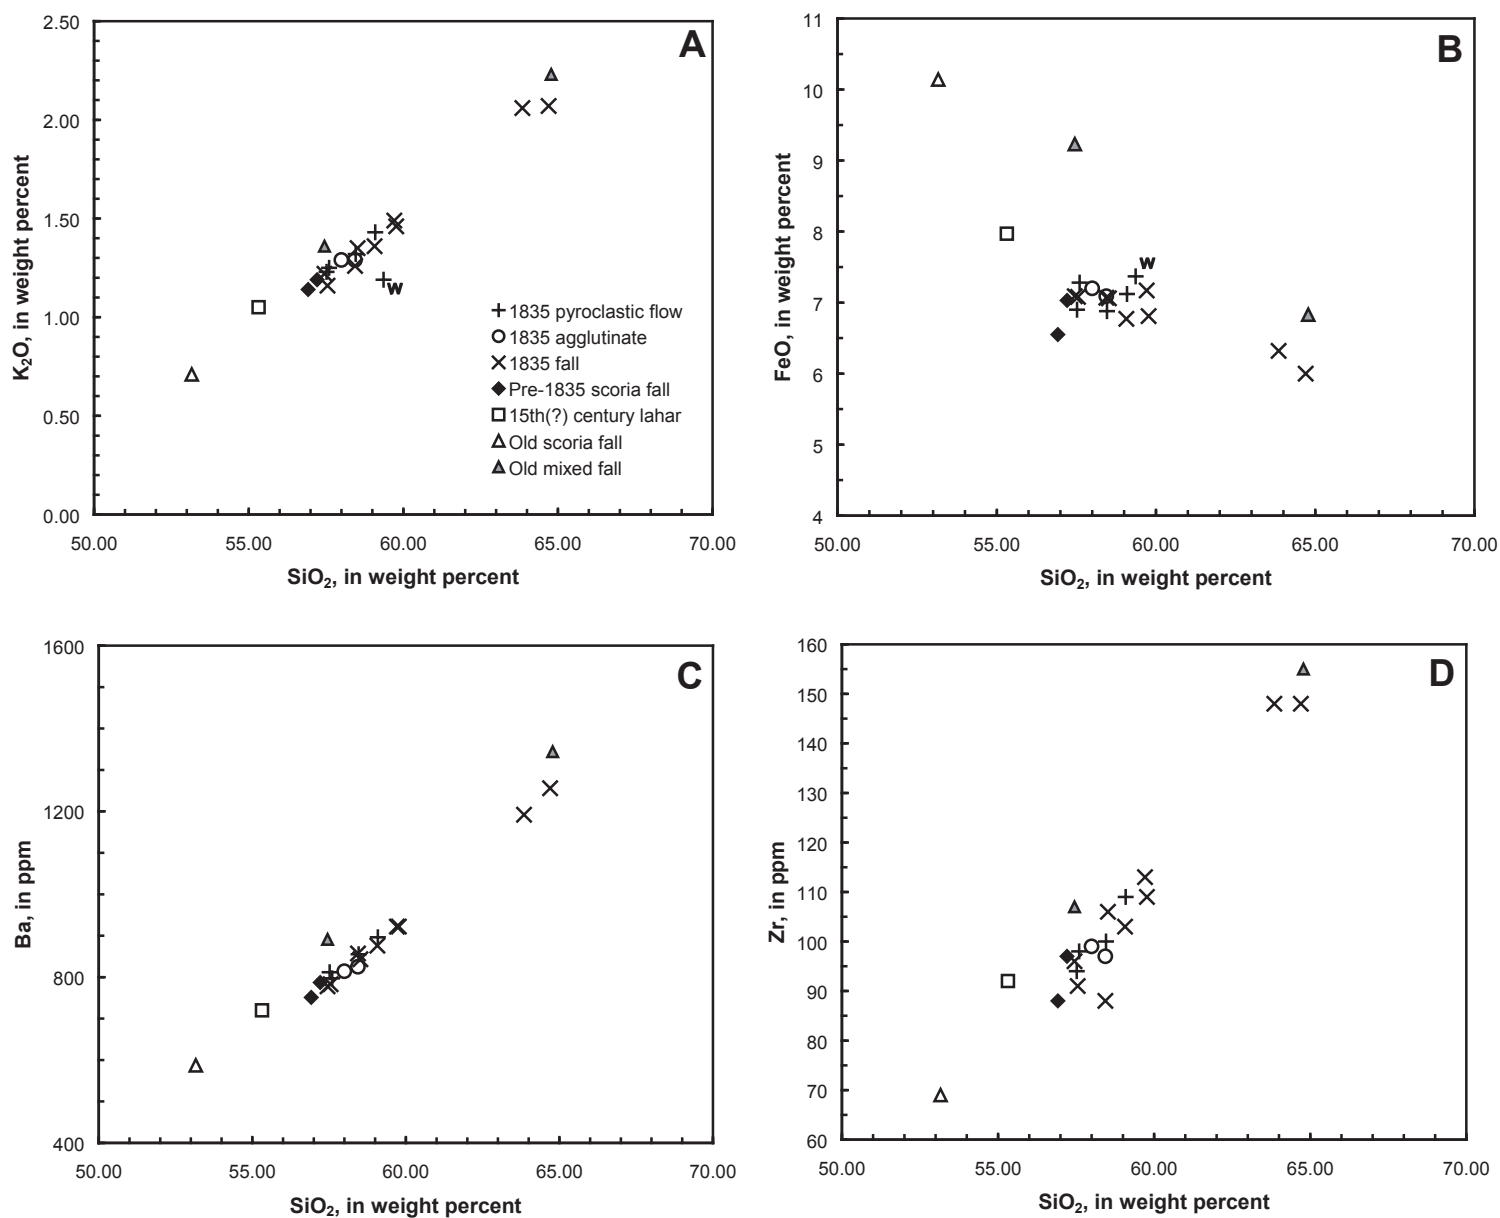 2.50
2.00
1.50
1.00
0.50
0.00
K₂O, in weight percent
A
w
1835 pyroclastic flow
1835 agglutinate
1835 fall
Pre-1835 scoria fall
15th(?) century lahar
Old scoria fall
Old mixed fall
50.00 55.00 60.00 65.00 70.00
SiO₂, in weight percent
11
10
9
8
7
6
5
4
FeO, in weight percent
B
w
50.00 55.00 60.00 65.00 70.00
SiO₂, in weight percent
1600
1200
800
400
Ba, in ppm
C
50.00 55.00 60.00 65.00 70.00
SiO₂, in weight percent
160
150
140
130
120
110
100
90
80
70
60
Zr, in ppm
D
50.00 55.00 60.00 65.00 70.00
SiO₂, in weight percent